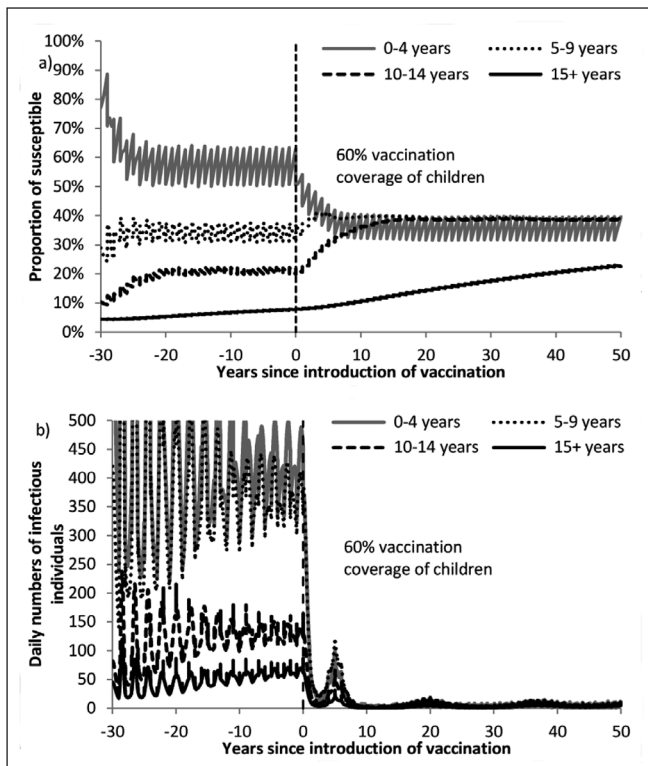 a)
100%
90%
80%
70%
60%
50%
40%
30%
20%
10%
0%
Proportion of susceptible
0-4 years
5-9 years
10-14 years
15+ years
60% vaccination
coverage of children
-30 -20 -10 0 10 20 30 40 50
Years since introduction of vaccination
b)
500
450
400
350
300
250
200
150
100
50
0
Daily numbers of infectious
individuals
0-4 years
5-9 years
10-14 years
15+ years
60% vaccination
coverage of children
-30 -20 -10 0 10 20 30 40 50
Years since introduction of vaccination